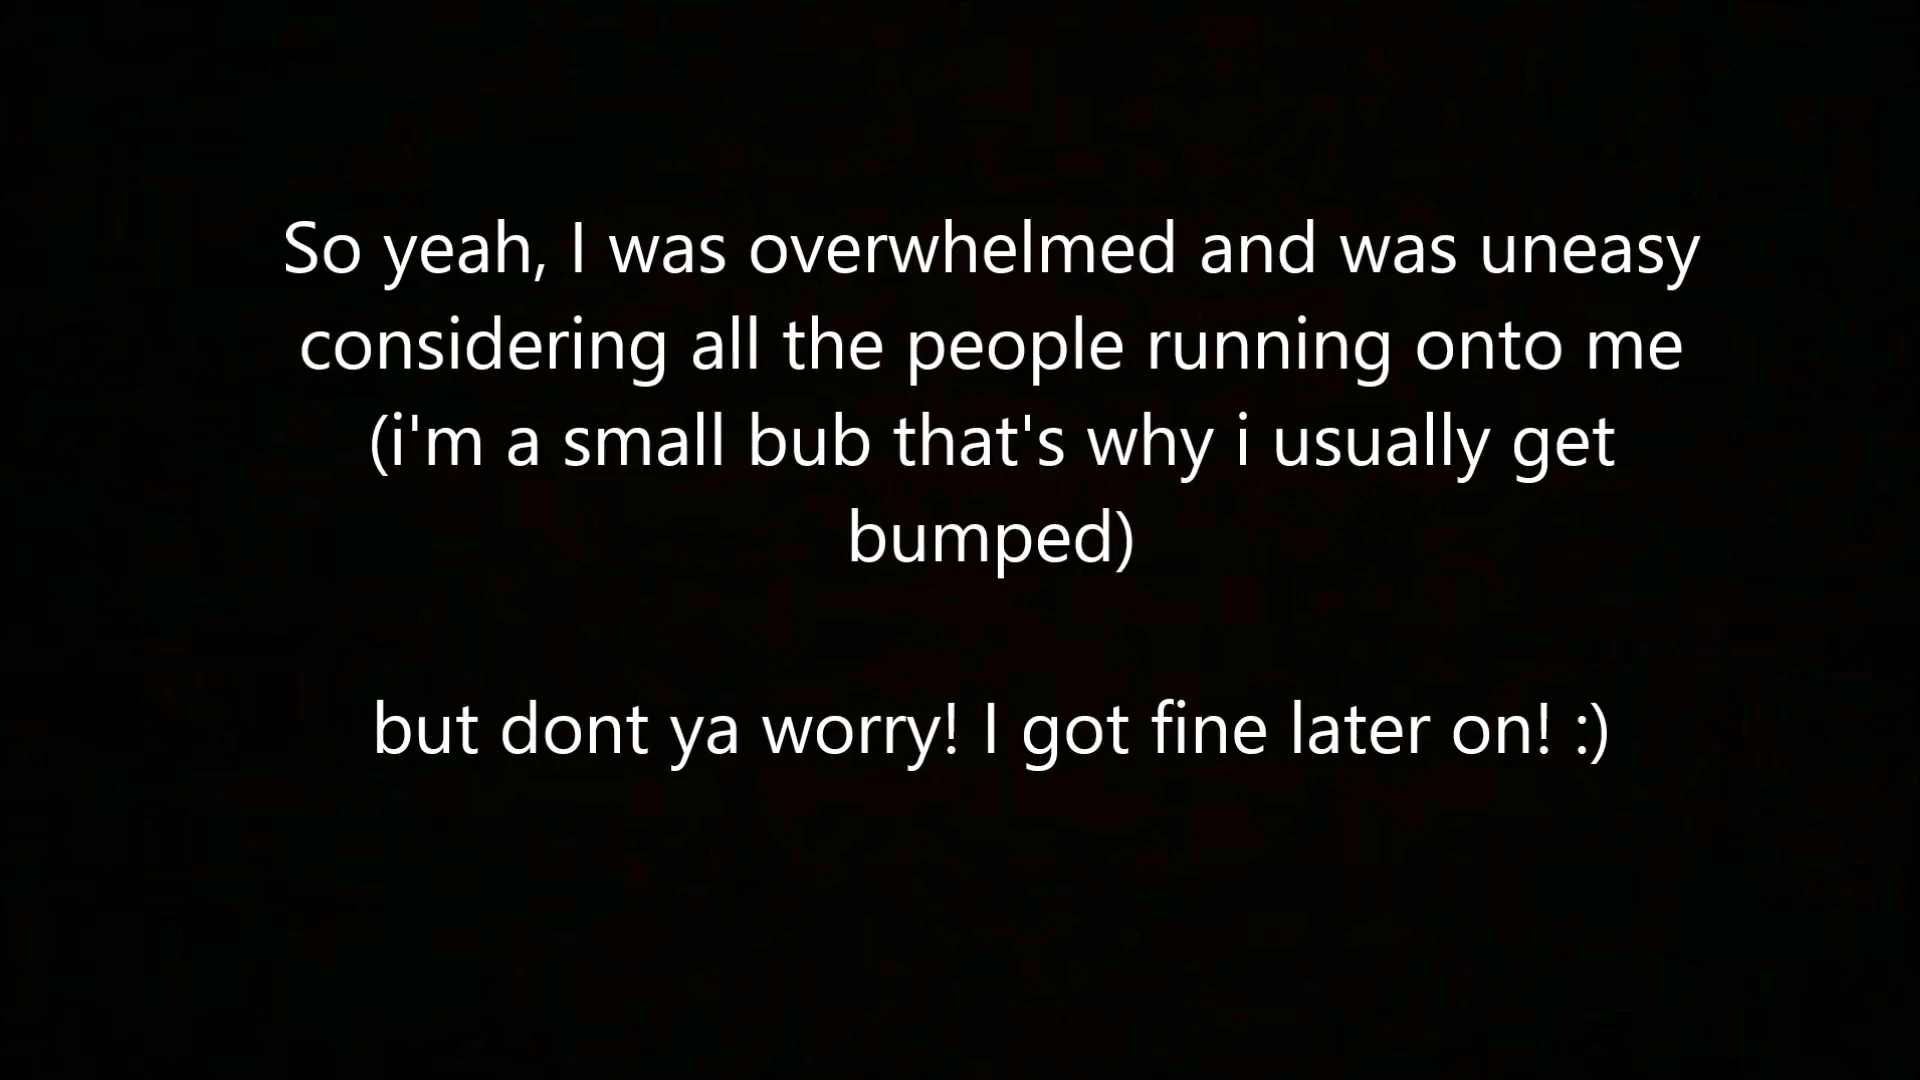 So yeah, I was overwhelmed and was uneasy
considering all the people running onto me
(i'm a small bub that's why i usually get
bumped)
but dont ya worry! I got fine later on! :)